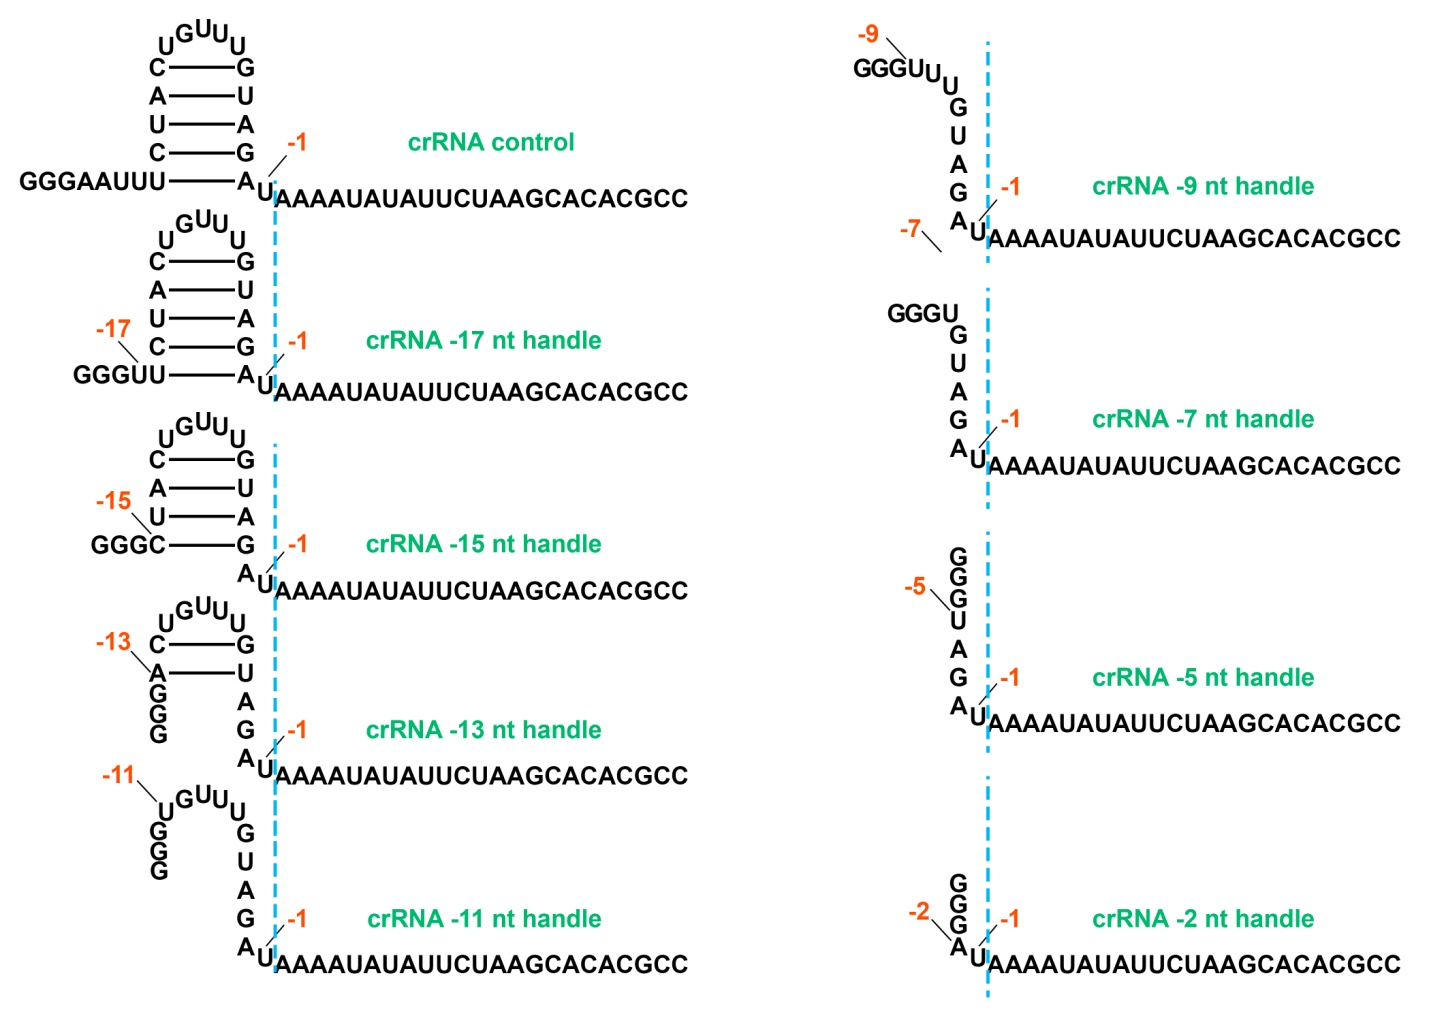 UGUUU
C G
A U
U A
-1
crRNA control
C G
GGGAAUUU A
UAAAAUAUAUUCUAAGCACACGCC
UGUUU
C G
A U
-17
U A
-1
crRNA -17 nt handle
C G
GGGUU A
UAAAAUAUAUUCUAAGCACACGCC
UGUUU
C G
A U
-15
U A
-1
crRNA -15 nt handle
GGGC G
A
UAAAAUAUAUUCUAAGCACACGCC
UGUUU
-13
C G
A U
G
A
G
G
G
-1
crRNA -13 nt handle
A
UAAAAUAUAUUCUAAGCACACGCC
-11
UGUUU
G
G
G
G
U
A
G
-1
crRNA -11 nt handle
A
UAAAAUAUAUUCUAAGCACACGCC
-9
GGGUUU
G
U
A
G
-1
crRNA -9 nt handle
A
UAAAAUAUAUUCUAAGCACACGCC
-7
GGGU
G
U
A
G
-1
crRNA -7 nt handle
A
UAAAAUAUAUUCUAAGCACACGCC
G
G
G
-5
U
A
G
-1
crRNA -5 nt handle
A
UAAAAUAUAUUCUAAGCACACGCC
G
G
G
-2
-1
crRNA -2 nt handle
A
UAAAAUAUAUUCUAAGCACACGCC